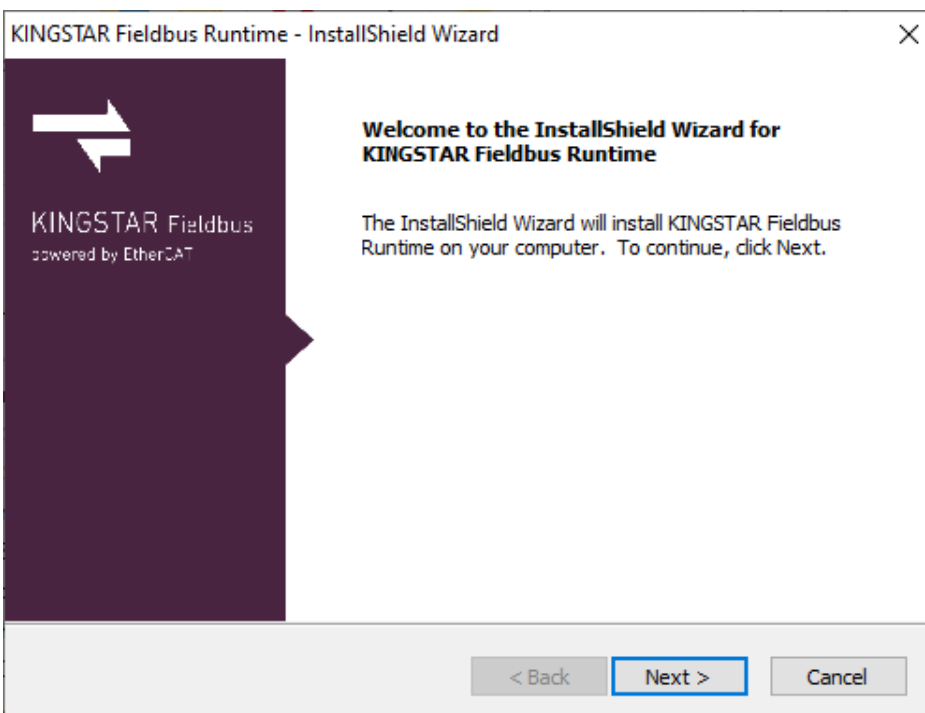 KINGSTAR Fieldbus Runtime - InstallShield Wizard
KINGSTAR Fieldbus
powered by EtherCAT
Welcome to the InstallShield Wizard for
KINGSTAR Fieldbus Runtime
The InstallShield Wizard will install KINGSTAR Fieldbus
Runtime on your computer.  To continue, click Next.
< Back
Next >
Cancel